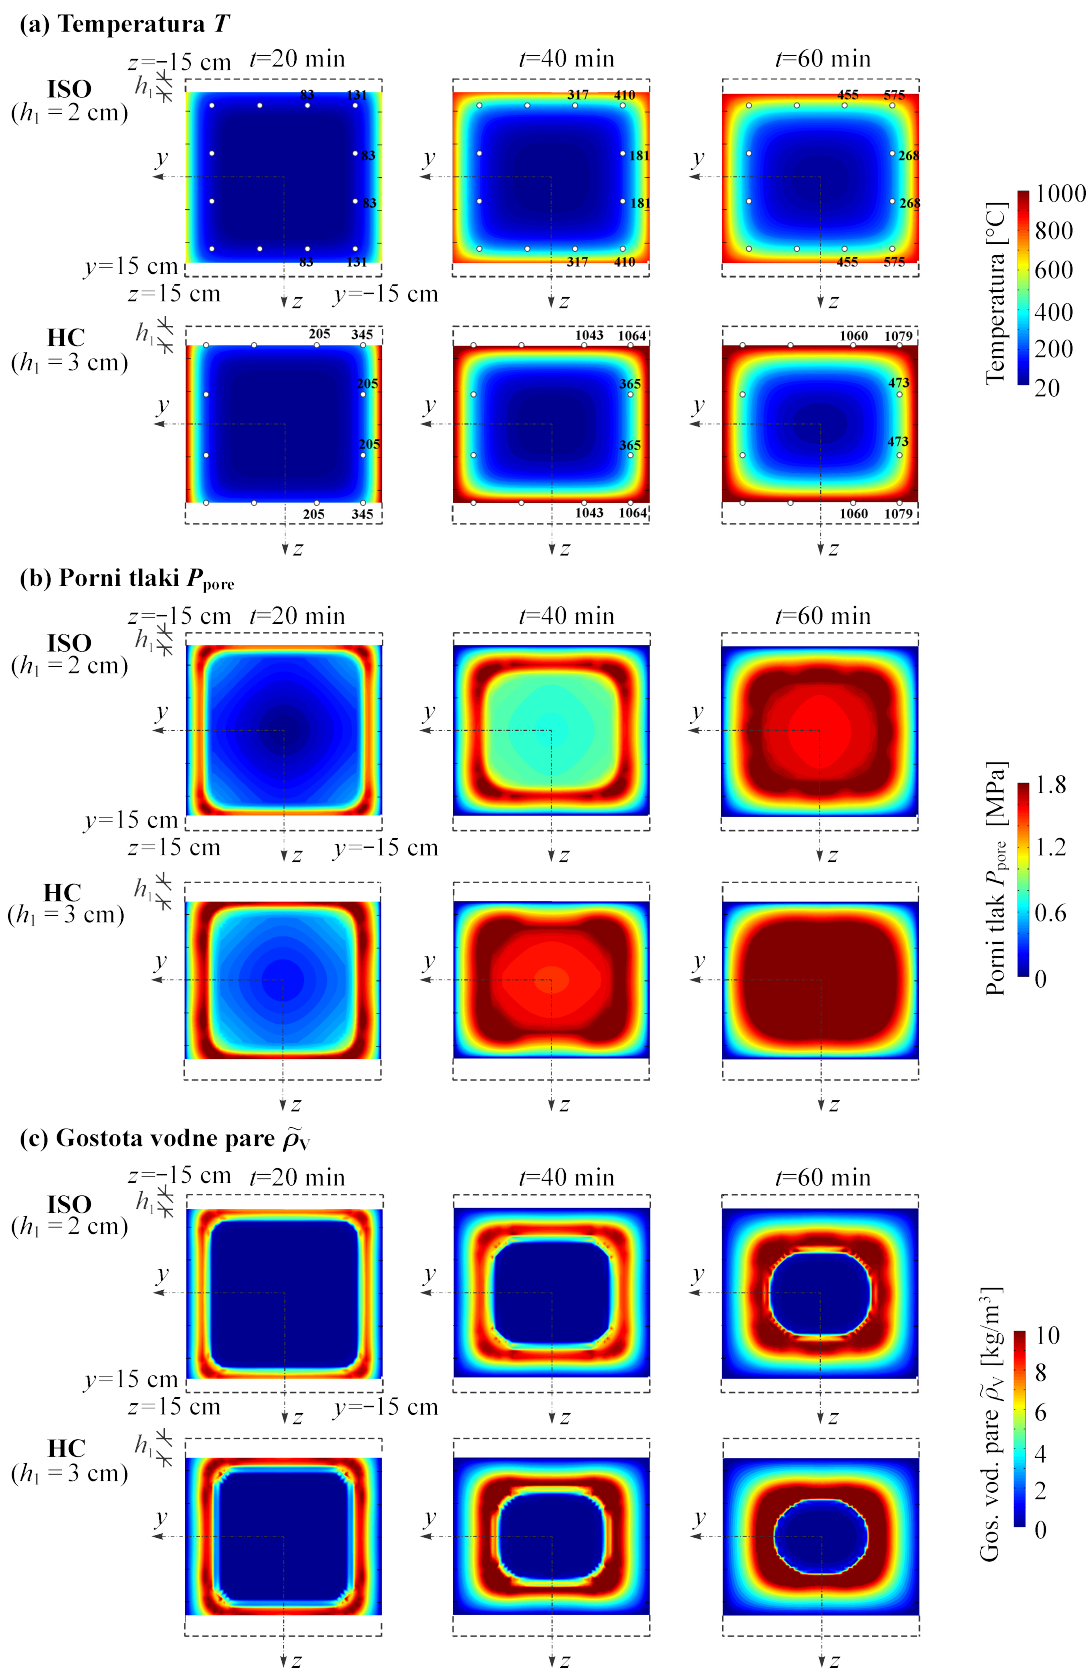 (a) Temperatura T
z=−15 cm t=20 min t=40 min t=60 min
ISO h₁
(h₁ = 2 cm)
83 131 317 410 455 575
y 83 y 181 y 268
83 181 268
83 131 317 410 455 575
y=15 cm
z=15 cm z y=−15 cm z z
HC h₁
(h₁ = 3 cm)
205 345 1043 1064 1060 1079
205 365 473
y y y
205 365 473
205 345 1043 1064 1060 1079
z z z
Temperatura [°C]
1000
800
600
400
200
20
(b) Porni tlaki Ppore
z=−15 cm t=20 min t=40 min t=60 min
ISO h₁
(h₁ = 2 cm)
y y y
y=15 cm
z=15 cm z y=−15 cm z z
HC h₁
(h₁ = 3 cm)
y y y
z z z
Porni tlak Ppore [MPa]
1.8
1.2
0.6
0
(c) Gostota vodne pare ρ̃V
z=−15 cm t=20 min t=40 min t=60 min
ISO h₁
(h₁ = 2 cm)
y y y
y=15 cm
z=15 cm z y=−15 cm z z
HC h₁
(h₁ = 3 cm)
y y y
z z z
Gos. vod. pare ρ̃V [kg/m³]
10
8
6
4
2
0